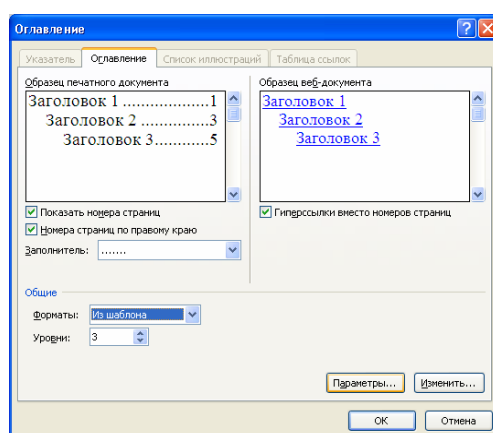 Оглавление
Указатель Оглавление Список иллюстраций Таблица ссылок
Образец печатного документа
Заголовок 1 ...................1
Заголовок 2 ...............3
Заголовок 3............5
Образец веб-документа
Заголовок 1
Заголовок 2
Заголовок 3
Показать номера страниц
Номера страниц по правому краю
Заполнитель: .......
Гиперссылки вместо номеров страниц
Общие
Форматы: Из шаблона
Уровни: 3
Параметры... Изменить...
ОК Отмена